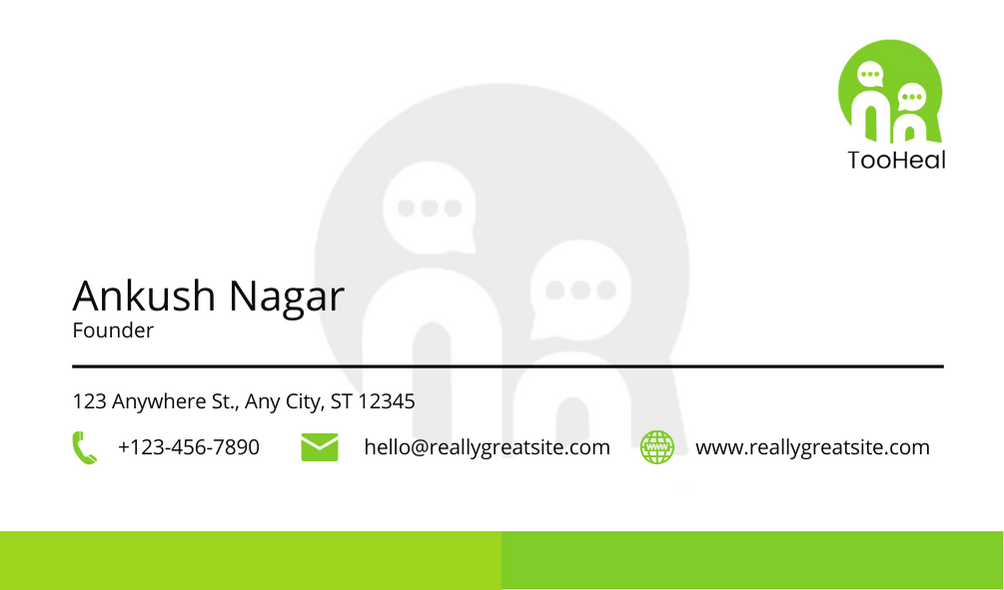 TooHeal
Ankush Nagar
Founder
123 Anywhere St., Any City, ST 12345
+123-456-7890 hello@reallygreatsite.com www.reallygreatsite.com